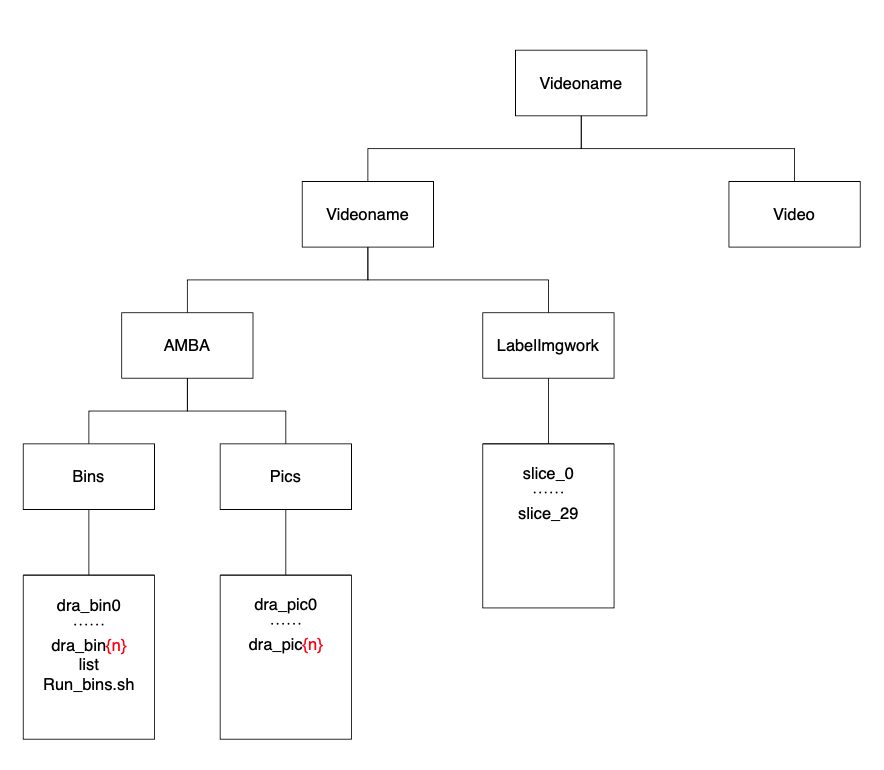 Videoname
Videoname
Video
AMBA
LabelImgwork
Bins
Pics
slice_0
······
slice_29
dra_bin0
······
dra_bin{n}
list
Run_bins.sh
dra_pic0
······
dra_pic{n}